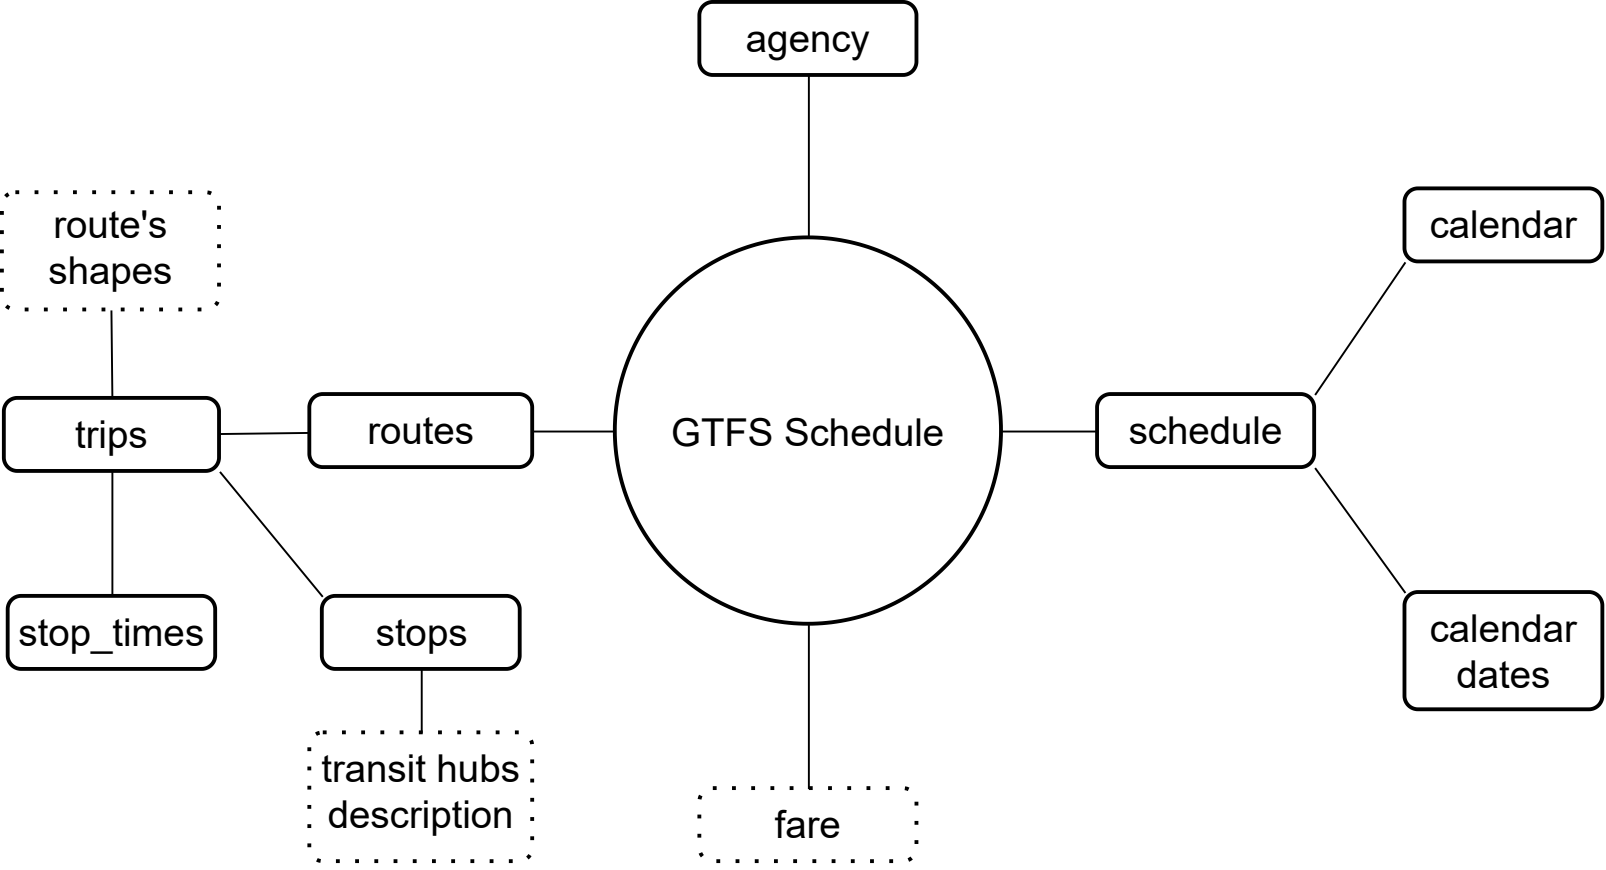 agency
route's
shapes
calendar
trips
routes
GTFS Schedule
schedule
stop_times
stops
calendar
dates
transit hubs
description
fare